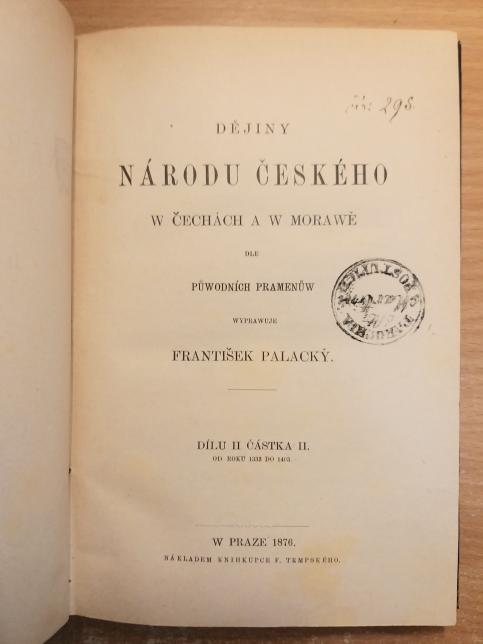 295.
DĚJINY
NÁRODU ČESKÉHO
W ČECHÁCH A W MORAWĚ
DLE
PŮWODNÍCH PRAMENŮW
WYPRAWUJE
FRANTIŠEK PALACKÝ.
DÍLU II ČÁSTKA II.
OD ROKU 1333 DO 1403.
W PRAZE 1876.
NÁKLADEM KNIHKUPCE F. TEMPSKÉHO.